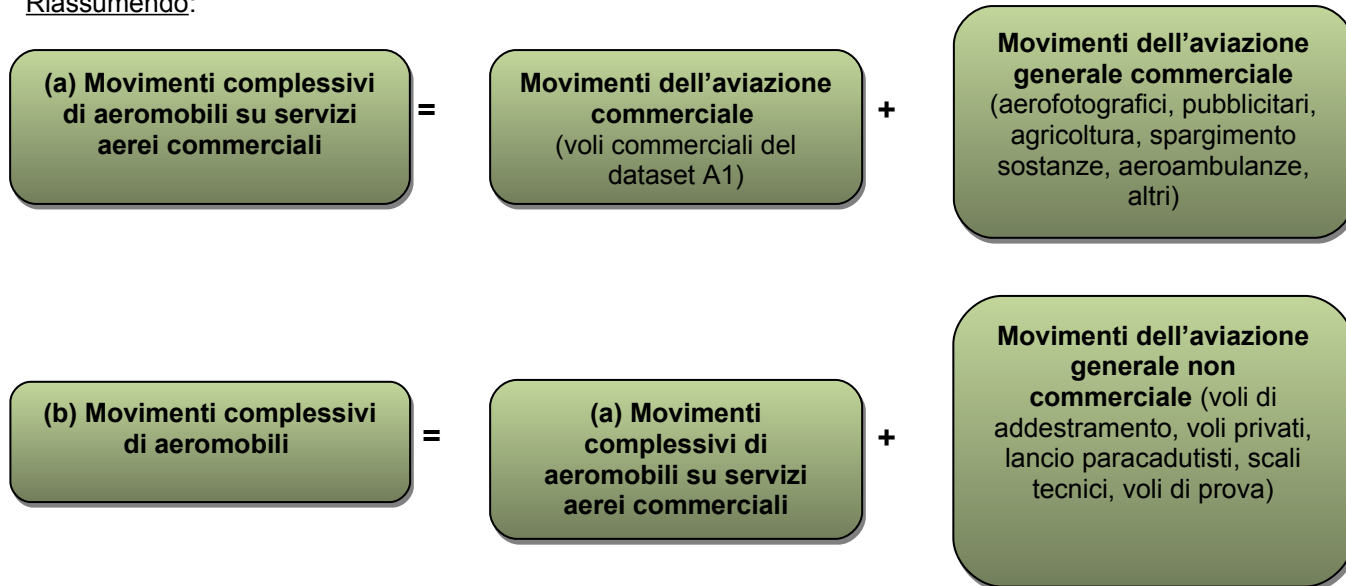 Riassumendo:
(a) Movimenti complessivi
di aeromobili su servizi
aerei commerciali
=
Movimenti dell’aviazione
commerciale
(voli commerciali del
dataset A1)
+
Movimenti dell’aviazione
generale commerciale
(aerofotografici, pubblicitari,
agricoltura, spargimento
sostanze, aeroambulanze,
altri)
(b) Movimenti complessivi
di aeromobili
=
(a) Movimenti
complessivi di
aeromobili su servizi
aerei commerciali
+
Movimenti dell’aviazione
generale non
commerciale (voli di
addestramento, voli privati,
lancio paracadutisti, scali
tecnici, voli di prova)